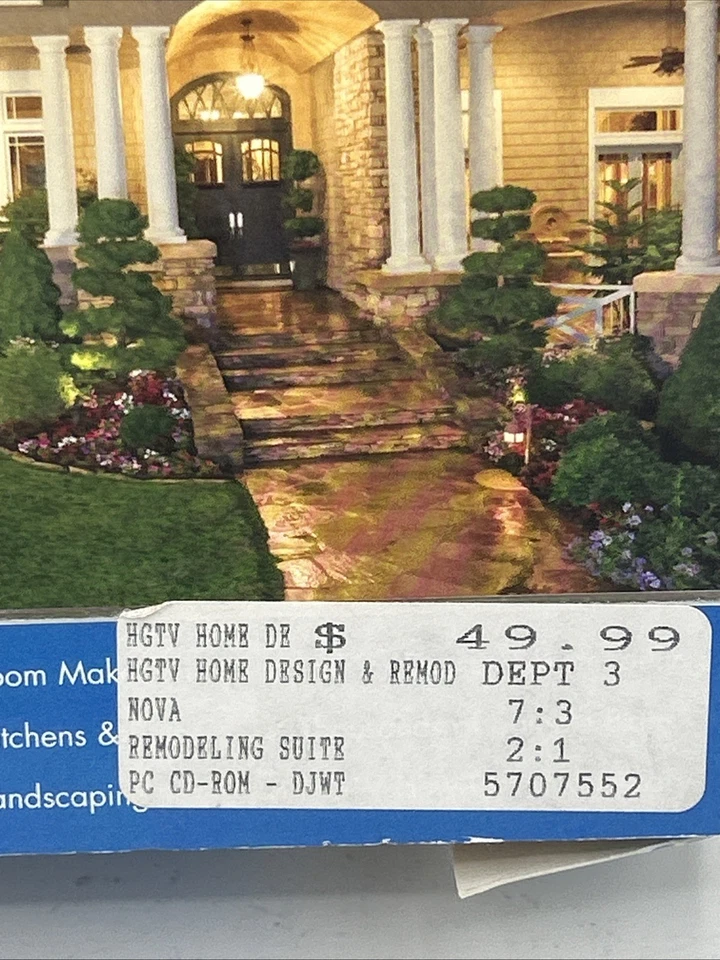 HGTV HOME DE $ 49.99
HGTV HOME DESIGN & REMOD DEPT 3
NOVA 7:3
REMODELING SUITE 2:1
PC CD-ROM - DJWT 5707552
oom Mak
tchens &
andscaping